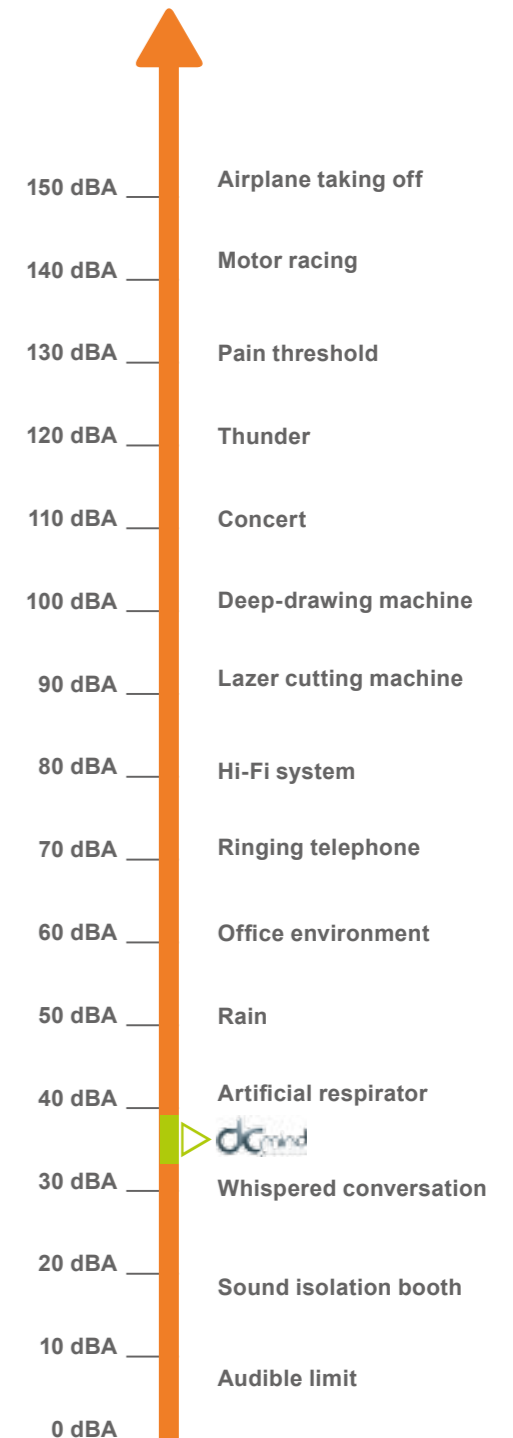 150 dBA Airplane taking off
140 dBA Motor racing
130 dBA Pain threshold
120 dBA Thunder
110 dBA Concert
100 dBA Deep-drawing machine
90 dBA Lazer cutting machine
80 dBA Hi-Fi system
70 dBA Ringing telephone
60 dBA Office environment
50 dBA Rain
40 dBA Artificial respirator
dcmind
30 dBA Whispered conversation
20 dBA Sound isolation booth
10 dBA Audible limit
0 dBA